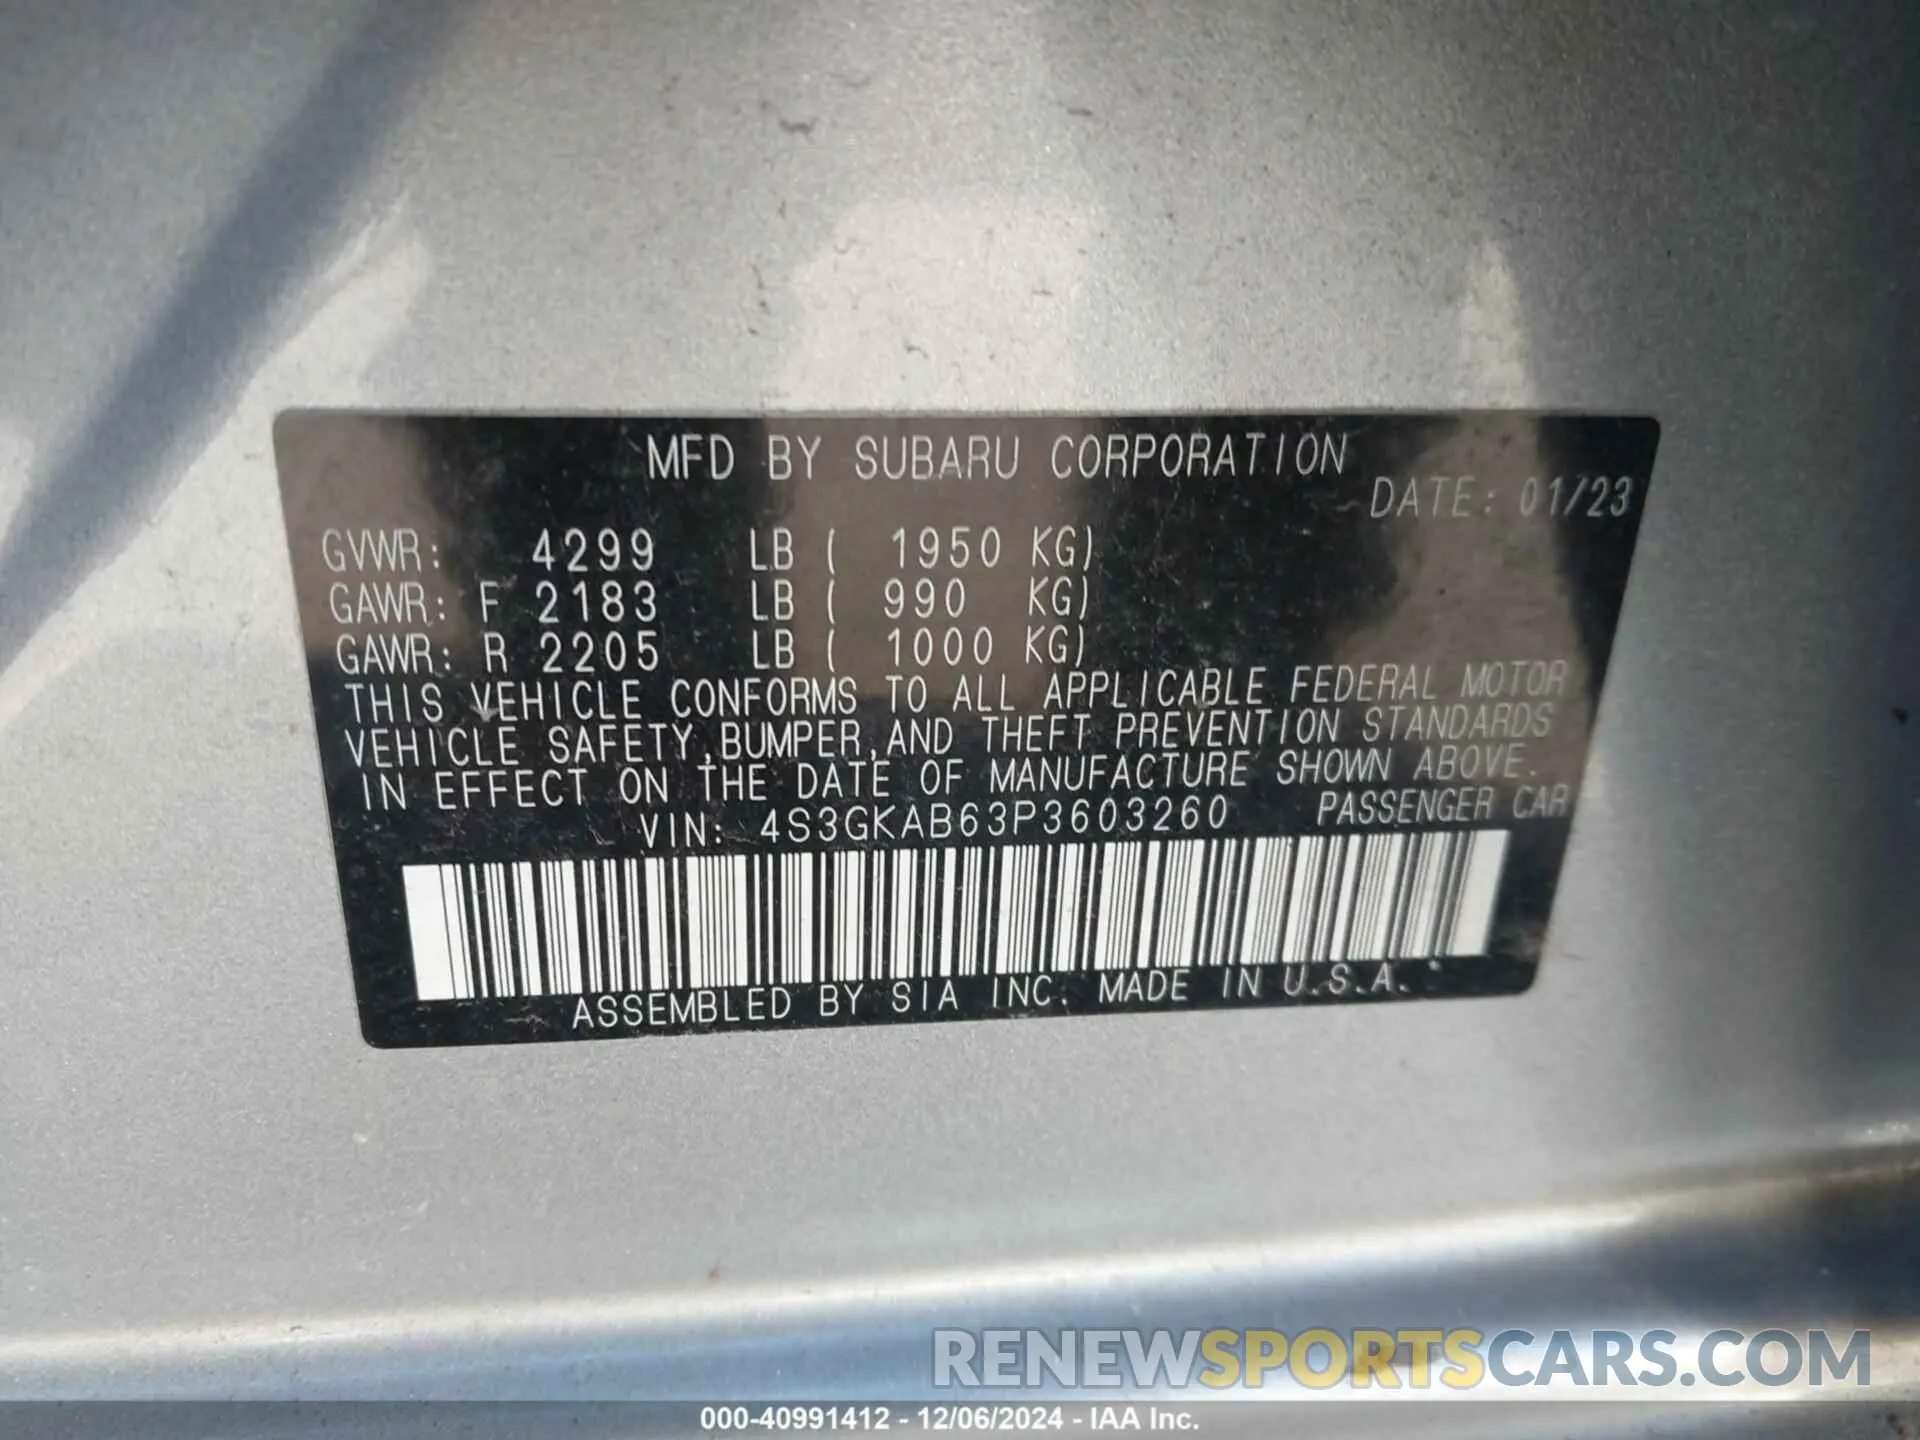 MFD BY SUBARU CORPORATION
DATE: 01/23
GVWR: 4299 LB ( 1950 KG)
GAWR: F 2183 LB ( 990 KG)
GAWR: R 2205 LB ( 1000 KG)
THIS VEHICLE CONFORMS TO ALL APPLICABLE FEDERAL MOTOR
VEHICLE SAFETY,BUMPER,AND THEFT PREVENTION STANDARDS
IN EFFECT ON THE DATE OF MANUFACTURE SHOWN ABOVE.
VIN: 4S3GKAB63P3603260 PASSENGER CAR
ASSEMBLED BY SIA INC. MADE IN U.S.A.
RENEWSPORTSCARS.COM
000-40991412 - 12/06/2024 - IAA Inc.